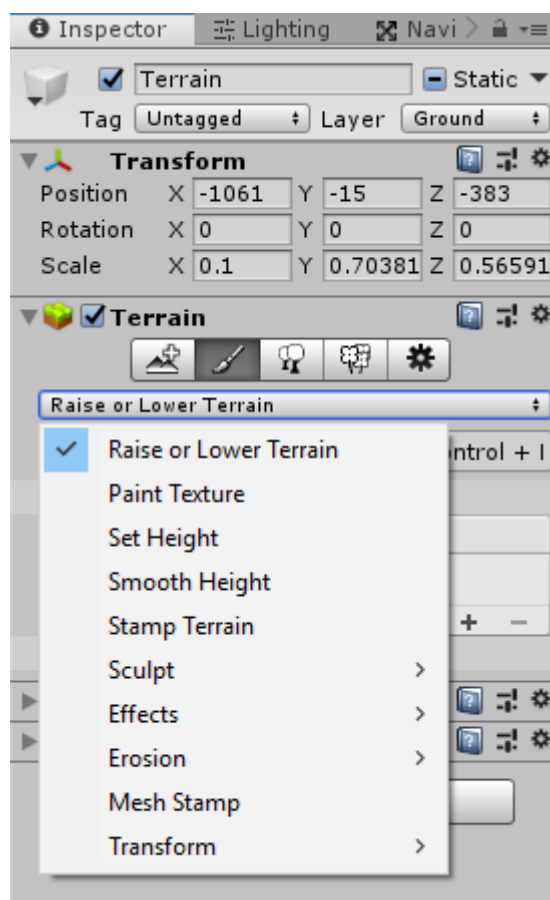 Inspector Lighting Navi
Terrain Static
Tag Untagged Layer Ground
Transform
Position X -1061 Y -15 Z -383
Rotation X 0 Y 0 Z 0
Scale X 0.1 Y 0.70381 Z 0.56591
Terrain
Raise or Lower Terrain
Raise or Lower Terrain
ntrol + I
Paint Texture
Set Height
Smooth Height
Stamp Terrain
Sculpt
Effects
Erosion
Mesh Stamp
Transform